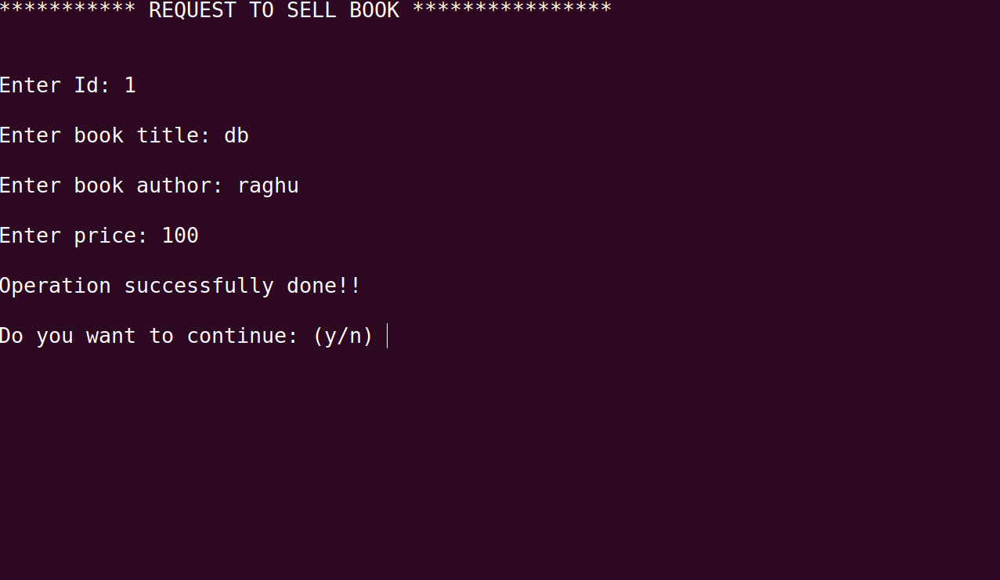 *********** REQUEST TO SELL BOOK ****************
Enter Id: 1
Enter book title: db
Enter book author: raghu
Enter price: 100
Operation successfully done!!
Do you want to continue: (y/n)